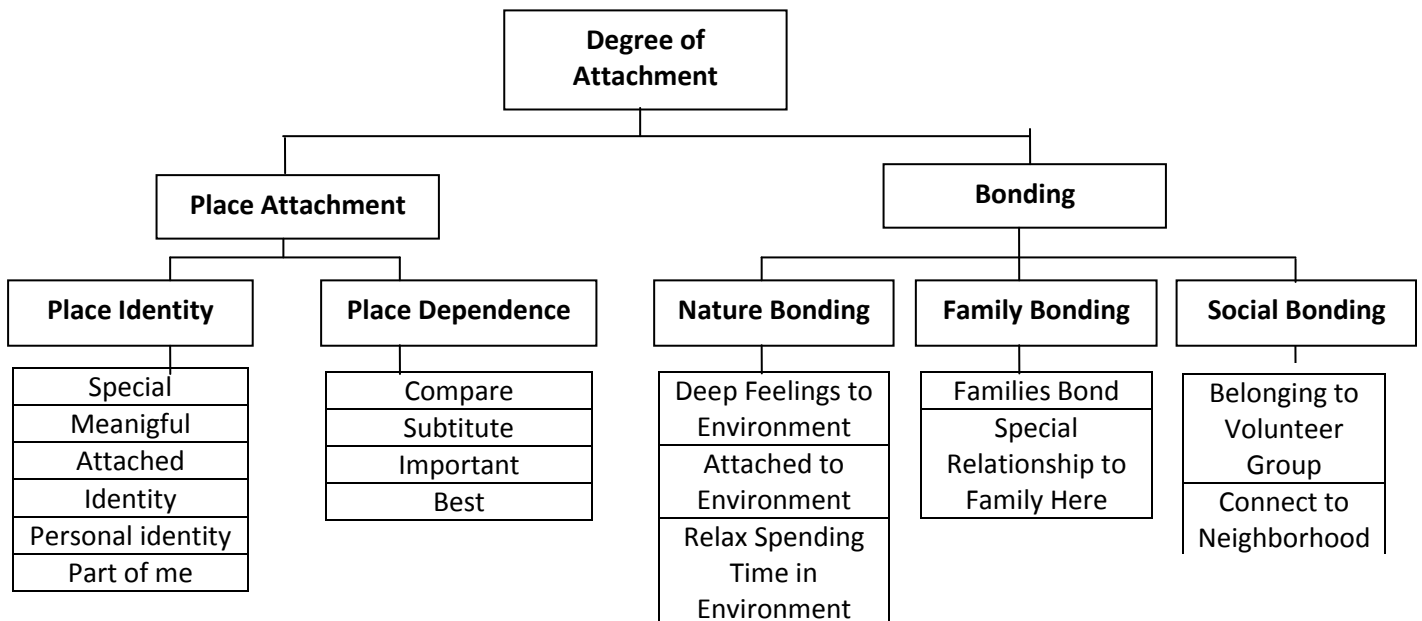 Degree of
Attachment
Place Attachment
Bonding
Place Identity
Place Dependence
Nature Bonding
Family Bonding
Social Bonding
Special
Meanigful
Attached
Identity
Personal identity
Part of me
Compare
Subtitute
Important
Best
Deep Feelings to
Environment
Attached to
Environment
Relax Spending
Time in
Environment
Families Bond
Special
Relationship to
Family Here
Belonging to
Volunteer
Group
Connect to
Neighborhood